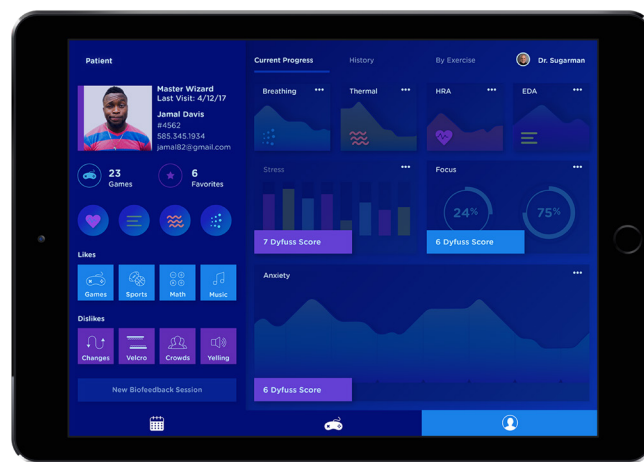 Patient
Master Wizard
Last Visit: 4/12/17
Jamal Davis
#4562
585.345.1934
jamal82@gmail.com
23
Games
6
Favorites
Likes
Games
Sports
Math
Music
Dislikes
Changes
Velcro
Crowds
Yelling
New Biofeedback Session
Current Progress
History
By Exercise
Dr. Sugarman
Breathing
Thermal
HRA
EDA
Stress
7 Dyfuss Score
Focus
24%
75%
6 Dyfuss Score
Anxiety
6 Dyfuss Score